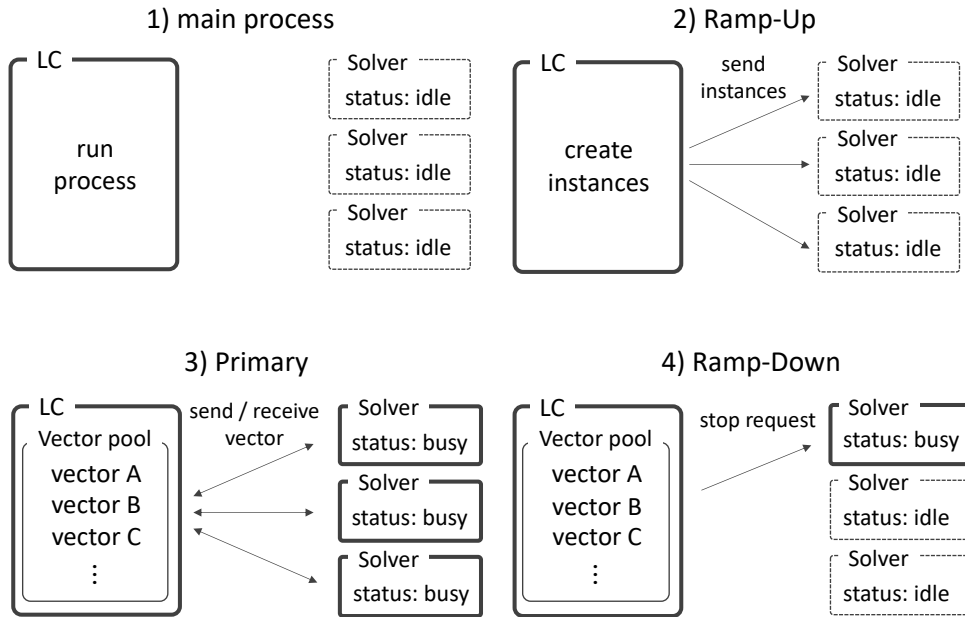 1) main process
LC
run
process
Solver
status: idle
Solver
status: idle
Solver
status: idle
2) Ramp-Up
LC
create
instances
send
instances
Solver
status: idle
Solver
status: idle
Solver
status: idle
3) Primary
LC
Vector pool
vector A
vector B
vector C
⋮
send / receive
vector
Solver
status: busy
Solver
status: busy
Solver
status: busy
4) Ramp-Down
LC
Vector pool
vector A
vector B
vector C
⋮
stop request
Solver
status: busy
Solver
status: idle
Solver
status: idle